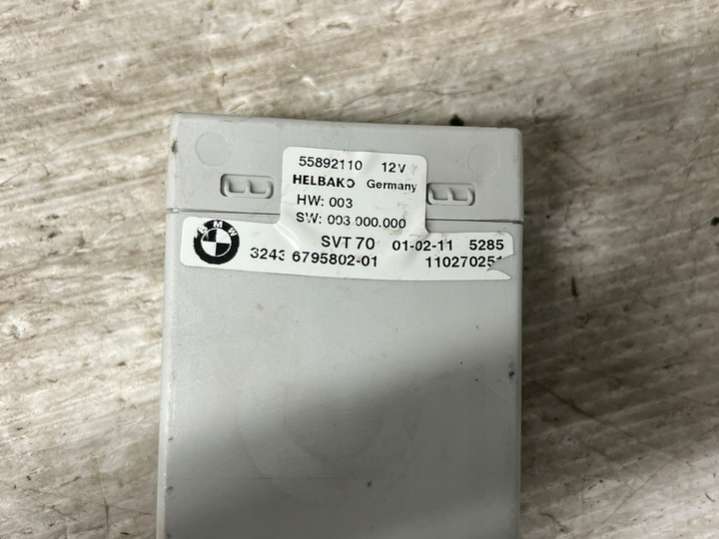 55892110 12V
HELBAKO Germany
HW: 003
SW: 003.000.000
BMW
SVT 70 01-02-11 5285
3243 6795802-01 11027025